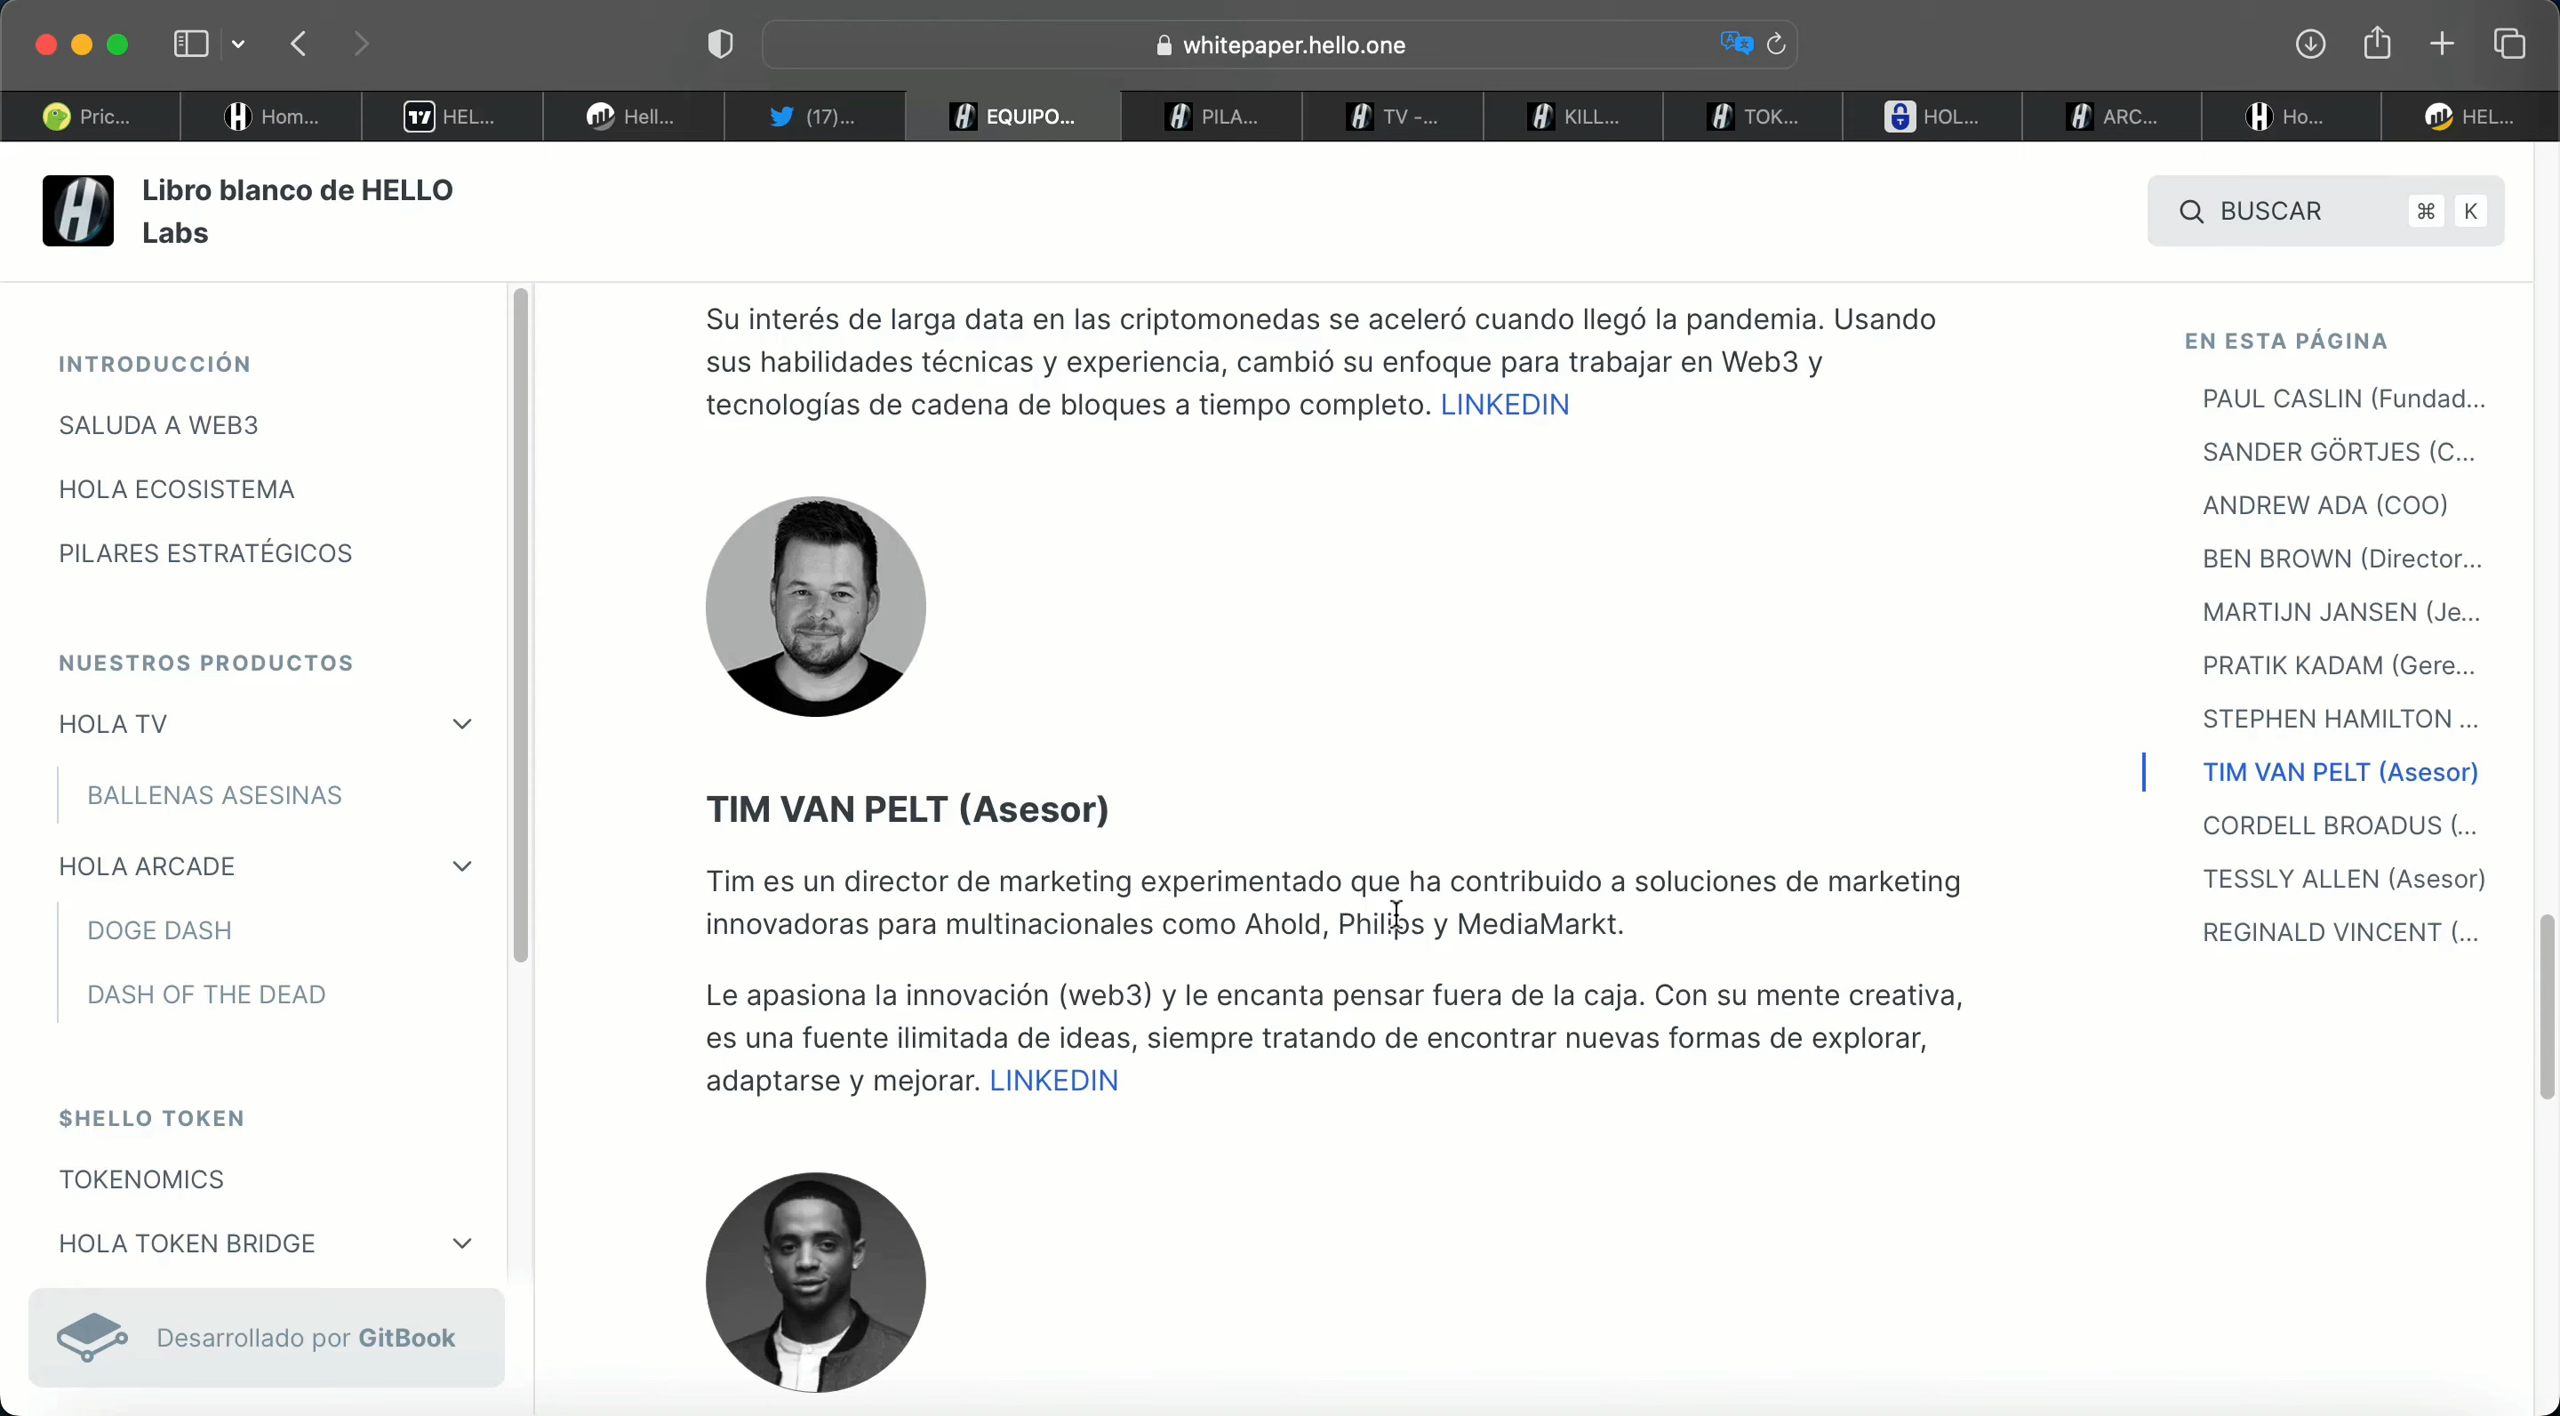 whitepaper.hello.one
Pric...
Hom...
HEL...
Hell...
(17)...
EQUIPO...
PILA...
TV -...
KILL...
TOK...
HOL...
ARC...
Ho...
HEL...
Libro blanco de HELLO
Labs
BUSCAR
⌘ K
INTRODUCCIÓN
SALUDA A WEB3
HOLA ECOSISTEMA
PILARES ESTRATÉGICOS
NUESTROS PRODUCTOS
HOLA TV
BALLENAS ASESINAS
HOLA ARCADE
DOGE DASH
DASH OF THE DEAD
$HELLO TOKEN
TOKENOMICS
HOLA TOKEN BRIDGE
Desarrollado por GitBook
Su interés de larga data en las criptomonedas se aceleró cuando llegó la pandemia. Usando
sus habilidades técnicas y experiencia, cambió su enfoque para trabajar en Web3 y
tecnologías de cadena de bloques a tiempo completo. LINKEDIN
TIM VAN PELT (Asesor)
Tim es un director de marketing experimentado que ha contribuido a soluciones de marketing
innovadoras para multinacionales como Ahold, Philips y MediaMarkt.
Le apasiona la innovación (web3) y le encanta pensar fuera de la caja. Con su mente creativa,
es una fuente ilimitada de ideas, siempre tratando de encontrar nuevas formas de explorar,
adaptarse y mejorar. LINKEDIN
EN ESTA PÁGINA
PAUL CASLIN (Fundad...
SANDER GÖRTJES (C...
ANDREW ADA (COO)
BEN BROWN (Director...
MARTIJN JANSEN (Je...
PRATIK KADAM (Gere...
STEPHEN HAMILTON ...
TIM VAN PELT (Asesor)
CORDELL BROADUS (...
TESSLY ALLEN (Asesor)
REGINALD VINCENT (...